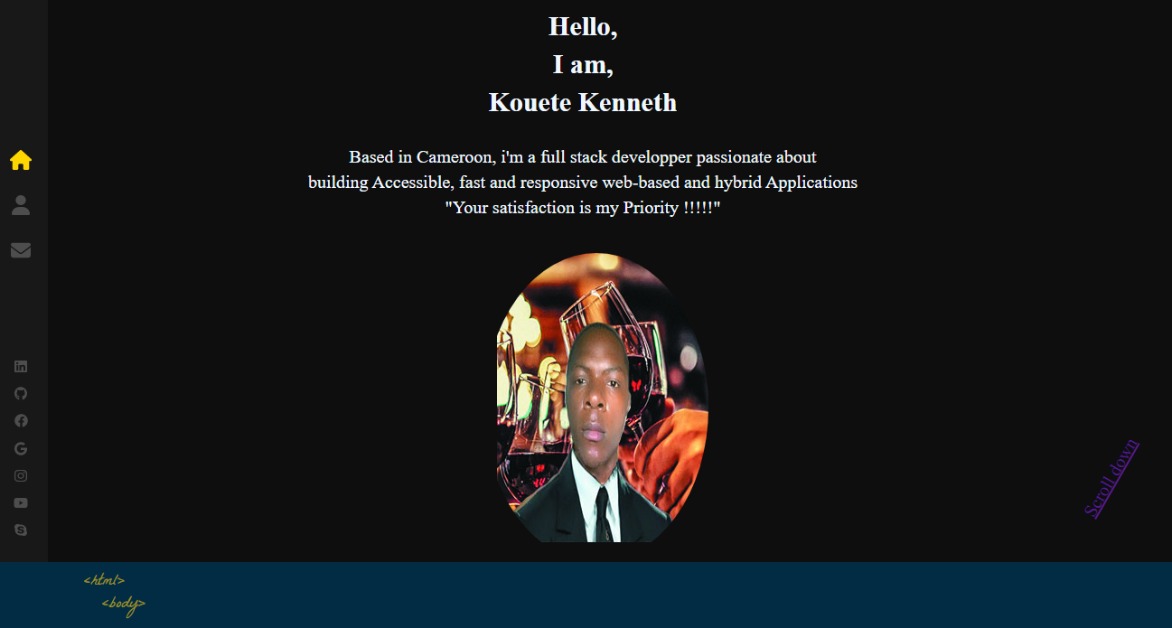 Hello,
I am,
Kouete Kenneth
Based in Cameroon, i'm a full stack developper passionate about
building Accessible, fast and responsive web-based and hybrid Applications
"Your satisfaction is my Priority !!!!!"
Scroll down
<html>
<body>